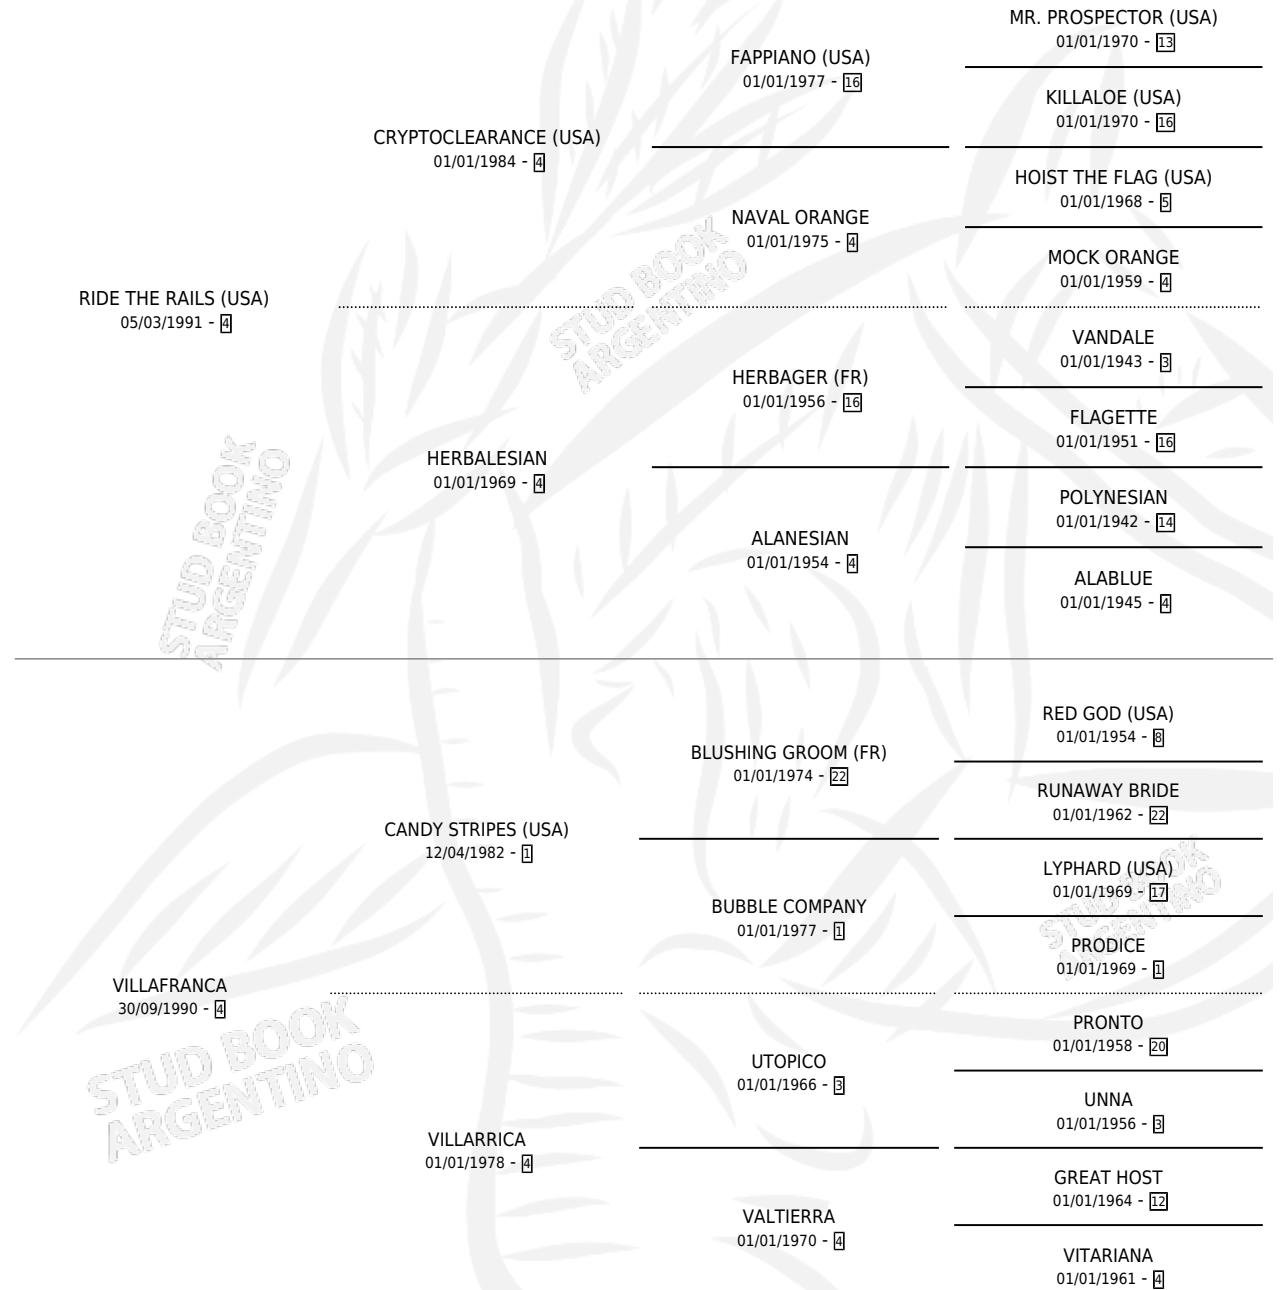 MR. PROSPECTOR (USA)
01/01/1970 - 13
FAPPIANO (USA)
01/01/1977 - 16
KILLALOE (USA)
01/01/1970 - 16
CRYPTOCLEARANCE (USA)
01/01/1984 - 4
HOIST THE FLAG (USA)
01/01/1968 - 5
NAVAL ORANGE
01/01/1975 - 4
MOCK ORANGE
01/01/1959 - 4
RIDE THE RAILS (USA)
05/03/1991 - 4
VANDALE
01/01/1943 - 3
HERBAGER (FR)
01/01/1956 - 16
FLAGETTE
01/01/1951 - 16
HERBALESIAN
01/01/1969 - 4
POLYNESIAN
01/01/1942 - 14
ALANESIAN
01/01/1954 - 4
ALABLUE
01/01/1945 - 4
STUD BOOK
ARGENTINO
STUD BOOK
ARGENTINO
RED GOD (USA)
01/01/1954 - 8
BLUSHING GROOM (FR)
01/01/1974 - 22
RUNAWAY BRIDE
01/01/1962 - 22
CANDY STRIPES (USA)
12/04/1982 - 1
LYPHARD (USA)
01/01/1969 - 17
BUBBLE COMPANY
01/01/1977 - 1
PRODICE
01/01/1969 - 1
VILLAFRANCA
30/09/1990 - 4
PRONTO
01/01/1958 - 20
UTOPICO
01/01/1966 - 3
UNNA
01/01/1956 - 3
VILLARRICA
01/01/1978 - 4
GREAT HOST
01/01/1964 - 12
VALTIERRA
01/01/1970 - 4
VITARIANA
01/01/1961 - 4
STUD BOOK
ARGENTINO
STUD BOOK
ARGENTINO